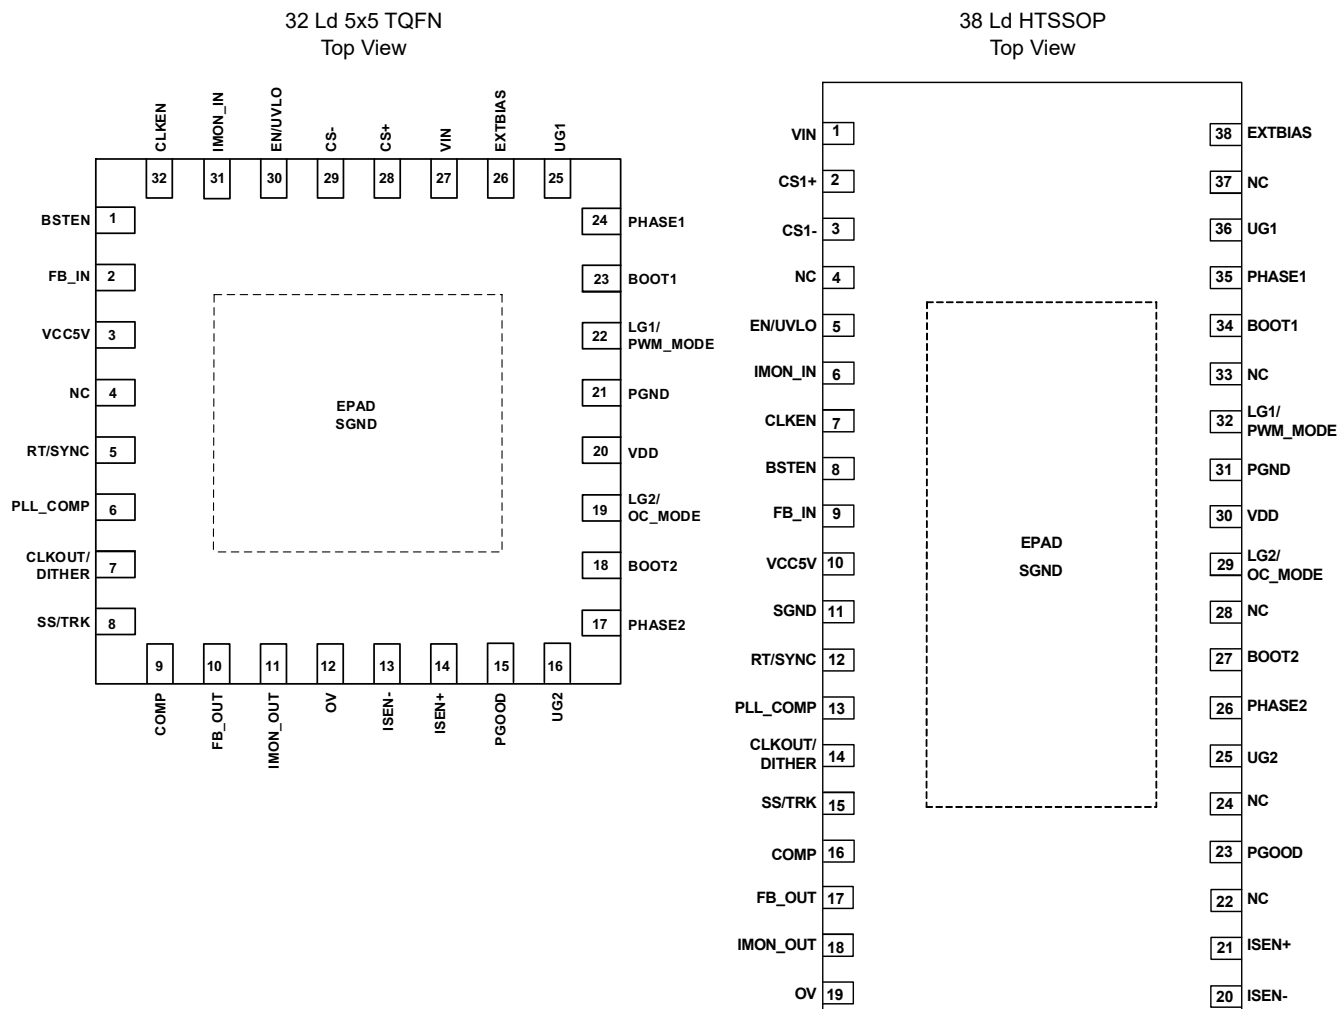 32 Ld 5x5 TQFN
Top View
CLKEN
IMON_IN
EN/UVLO
CS-
CS+
VIN
EXTBIAS
UG1
32
31
30
29
28
27
26
25
BSTEN 1
FB_IN 2
VCC5V 3
NC 4
RT/SYNC 5
PLL_COMP 6
CLKOUT/
DITHER 7
SS/TRK 8
EPAD
SGND
24 PHASE1
23 BOOT1
22 LG1/
PWM_MODE
21 PGND
20 VDD
19 LG2/
OC_MODE
18 BOOT2
17 PHASE2
9
10
11
12
13
14
15
16
COMP
FB_OUT
IMON_OUT
OV
ISEN-
ISEN+
PGOOD
UG2
38 Ld HTSSOP
Top View
VIN 1
CS1+ 2
CS1- 3
NC 4
EN/UVLO 5
IMON_IN 6
CLKEN 7
BSTEN 8
FB_IN 9
VCC5V 10
SGND 11
RT/SYNC 12
PLL_COMP 13
CLKOUT/
DITHER 14
SS/TRK 15
COMP 16
FB_OUT 17
IMON_OUT 18
OV 19
EPAD
SGND
38 EXTBIAS
37 NC
36 UG1
35 PHASE1
34 BOOT1
33 NC
32 LG1/
PWM_MODE
31 PGND
30 VDD
29 LG2/
OC_MODE
28 NC
27 BOOT2
26 PHASE2
25 UG2
24 NC
23 PGOOD
22 NC
21 ISEN+
20 ISEN-